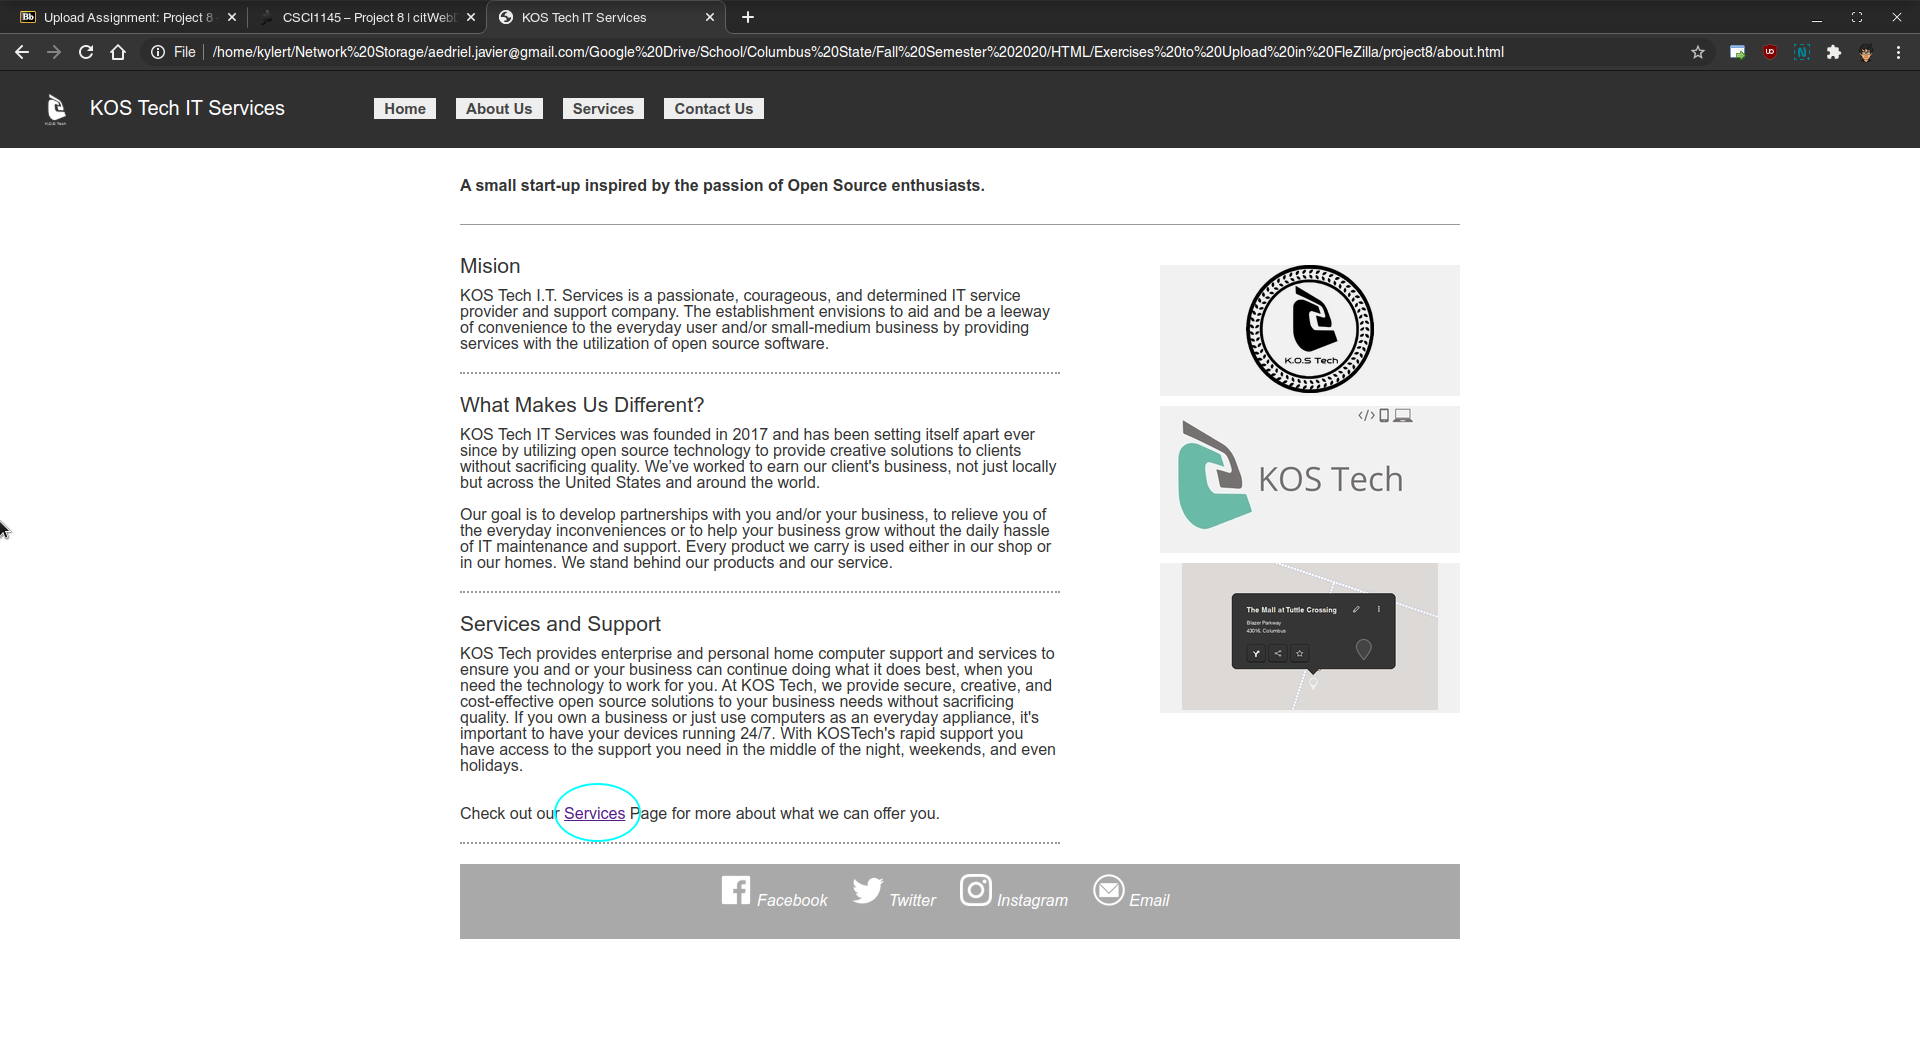 Upload Assignment: Project 8
CSCI1145 – Project 8 | citWebD
KOS Tech IT Services
File
/home/kylert/Network%20Storage/aedriel.javier@gmail.com/Google%20Drive/School/Columbus%20State/Fall%20Semester%202020/HTML/Exercises%20to%20Upload%20in%20FleZilla/project8/about.html
KOS Tech IT Services
Home
About Us
Services
Contact Us
A small start-up inspired by the passion of Open Source enthusiasts.
Mision
KOS Tech I.T. Services is a passionate, courageous, and determined IT service
provider and support company. The establishment envisions to aid and be a leeway
of convenience to the everyday user and/or small-medium business by providing
services with the utilization of open source software.
What Makes Us Different?
KOS Tech IT Services was founded in 2017 and has been setting itself apart ever
since by utilizing open source technology to provide creative solutions to clients
without sacrificing quality. We've worked to earn our client's business, not just locally
but across the United States and around the world.
Our goal is to develop partnerships with you and/or your business, to relieve you of
the everyday inconveniences or to help your business grow without the daily hassle
of IT maintenance and support. Every product we carry is used either in our shop or
in our homes. We stand behind our products and our service.
Services and Support
KOS Tech provides enterprise and personal home computer support and services to
ensure you and or your business can continue doing what it does best, when you
need the technology to work for you. At KOS Tech, we provide secure, creative, and
cost-effective open source solutions to your business needs without sacrificing
quality. If you own a business or just use computers as an everyday appliance, it's
important to have your devices running 24/7. With KOSTech's rapid support you
have access to the support you need in the middle of the night, weekends, and even
holidays.
Check out our Services Page for more about what we can offer you.
K.O.S Tech
</>
KOS Tech
The Mall at Tuttle Crossing
Blazer Parkway
43016, Columbus
Facebook
Twitter
Instagram
Email